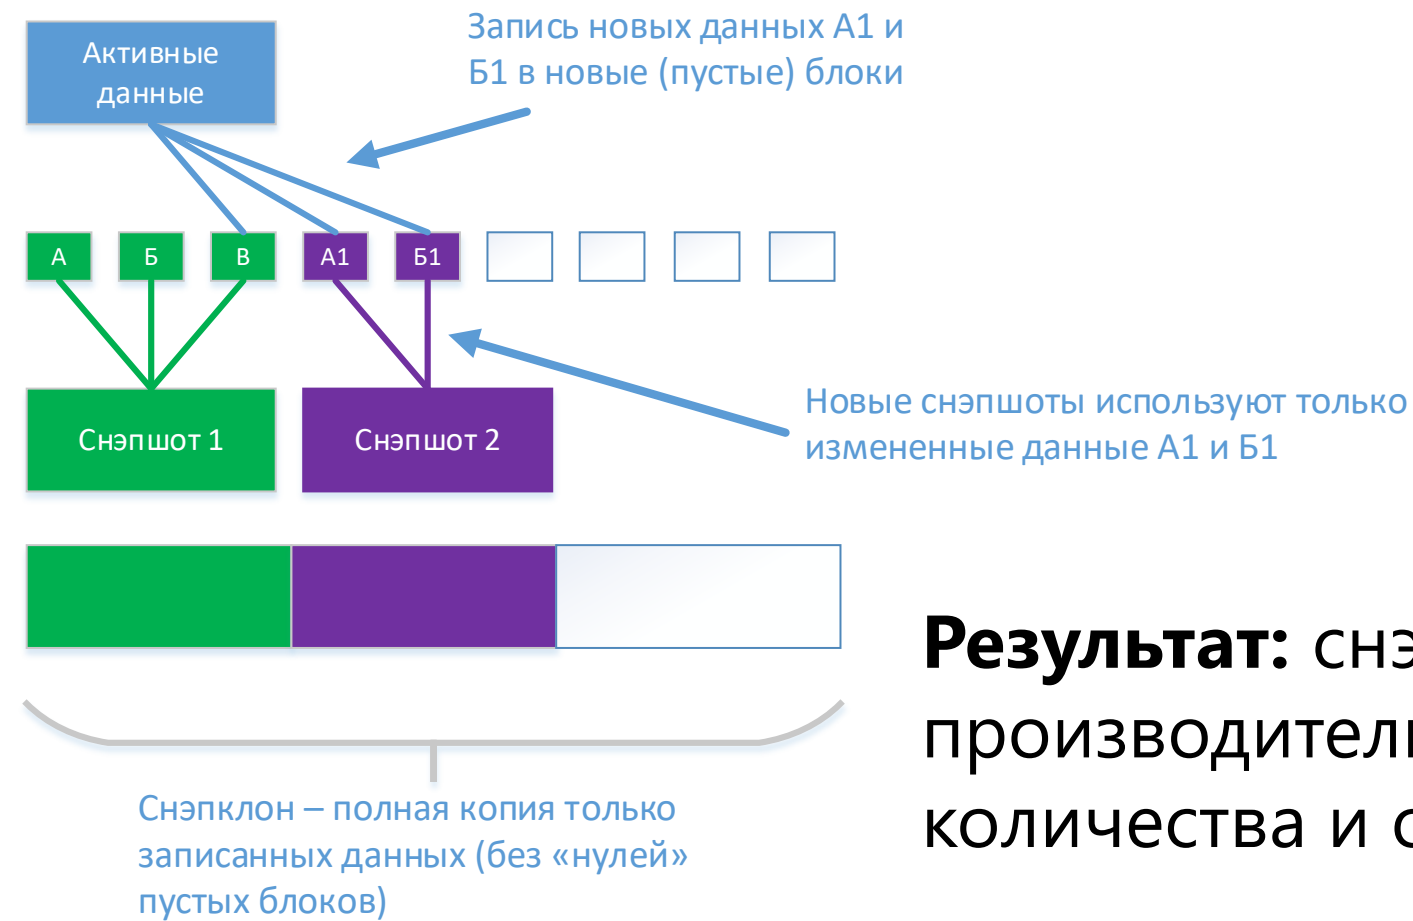 Запись новых данных А1 и
Б1 в новые (пустые) блоки
Активные
данные
А Б В А1 Б1
Снэпшот 1 Снэпшот 2
Новые снэпшоты используют только
измененные данные А1 и Б1
Результат:
количества и
Снэпклон – полная копия только
записанных данных (без «нулей»
пустых блоков)